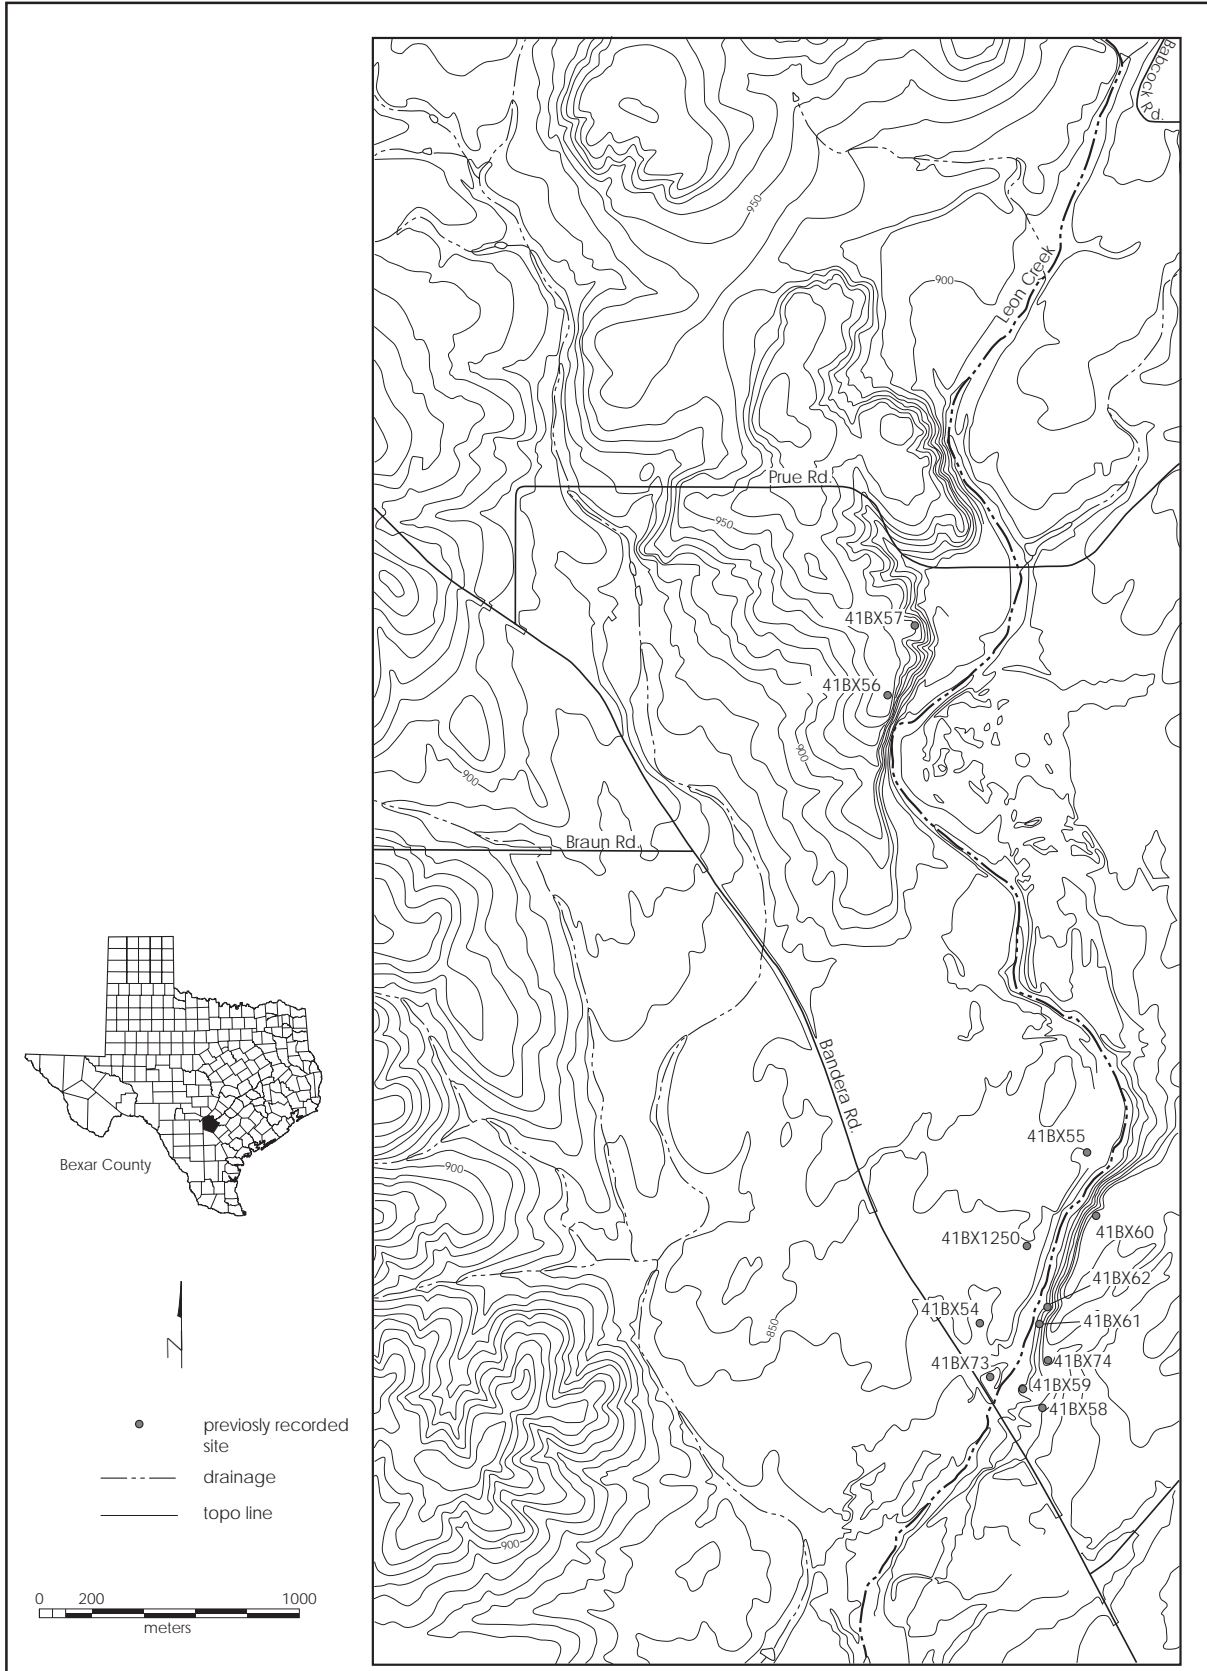 Babcock Rd.
950
900
Leon Creek
Prue Rd.
950
41BX57
41BX56
900
900
Braun Rd.
Bandera Rd.
41BX55
900
41BX60
41BX1250
41BX62
41BX54
41BX61
850
41BX74
41BX73
41BX59
41BX58
900
Bexar County
N
previosly recorded
site
drainage
topo line
0 200 1000
meters